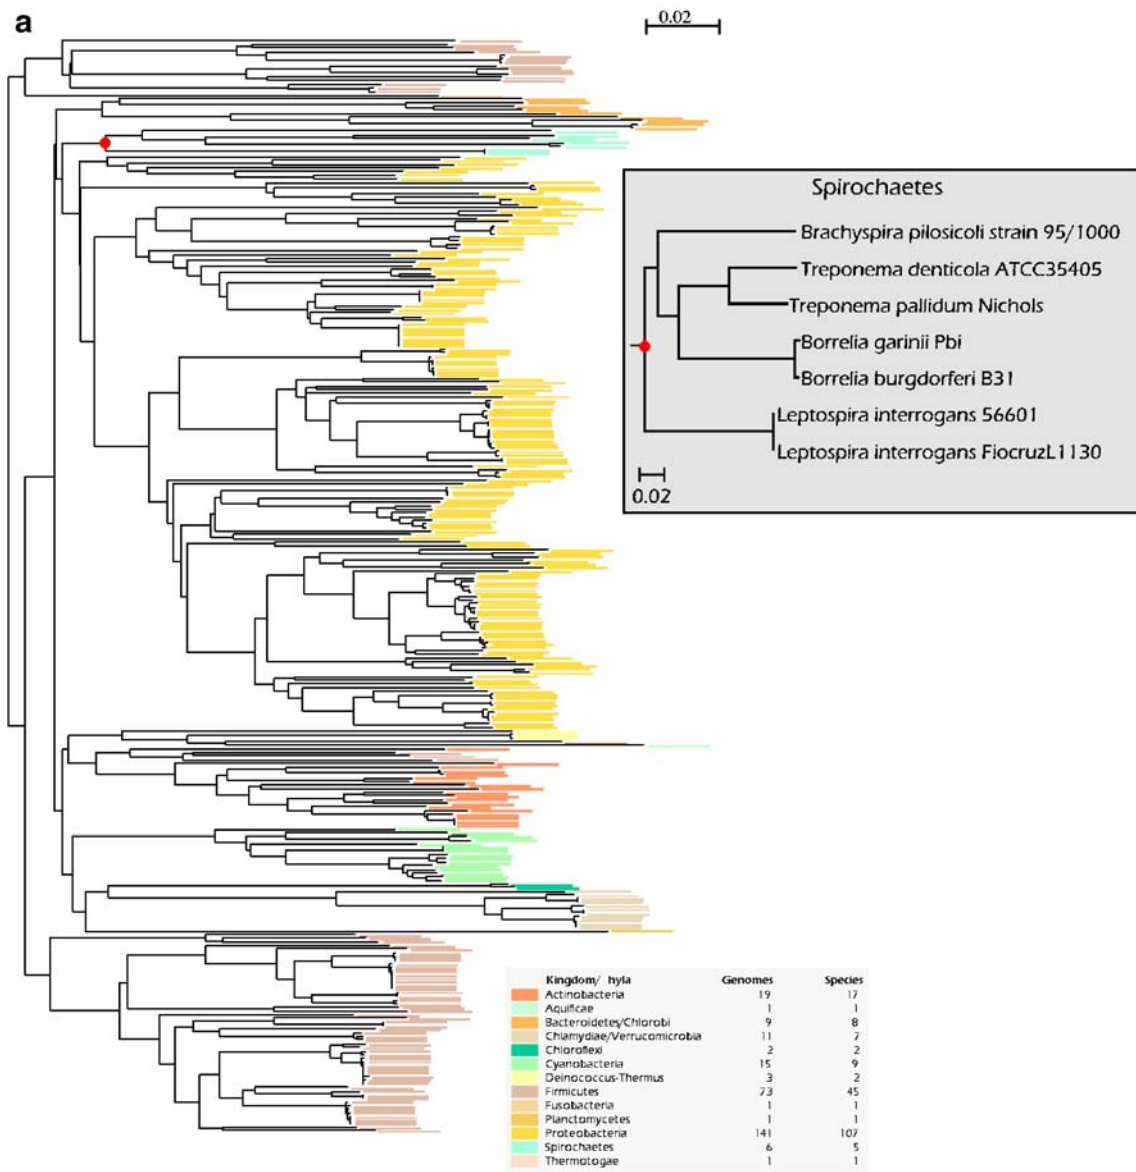 a
0.02
Spirochaetes
Brachyspira pilosicoli strain 95/1000
Treponema denticola ATCC35405
Treponema pallidum Nichols
Borrelia garinii Pbi
Borrelia burgdorferi B31
Leptospira interrogans 56601
Leptospira interrogans FiocruzL1130
0.02
Kingdom/ hyla Genomes Species
Actinobacteria 19 17
Aquificae 1 1
Bacteroidetes/Chlorobi 9 8
Chlamydiae/Verrucomicrobia 11 7
Chloroflexi 2 2
Cyanobacteria 15 9
Deinococcus-Thermus 3 2
Firmicutes 73 45
Fusobacteria 1 1
Planctomycetes 1 1
Proteobacteria 141 107
Spirochaetes 6 5
Thermotogae 1 1